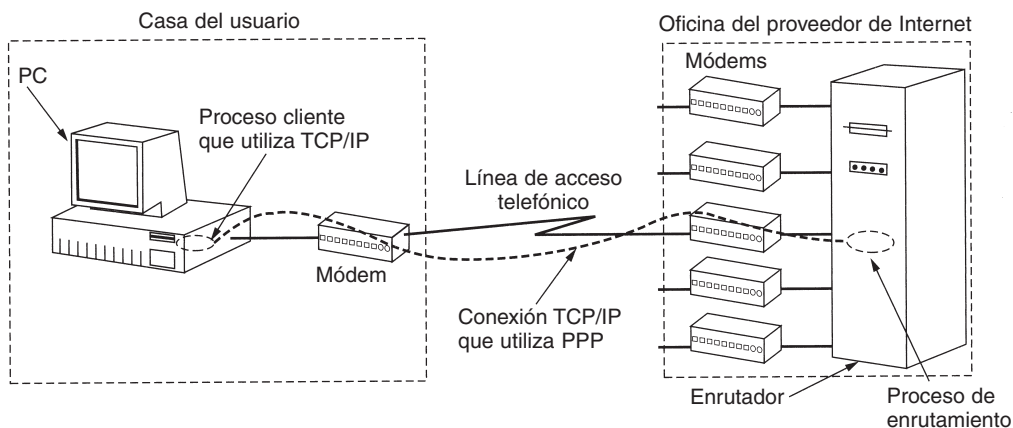 Casa del usuario
Oficina del proveedor de Internet
PC
Módems
Proceso cliente
que utiliza TCP/IP
Línea de acceso
telefónico
Módem
Conexión TCP/IP
que utiliza PPP
Enrutador
Proceso de
enrutamiento